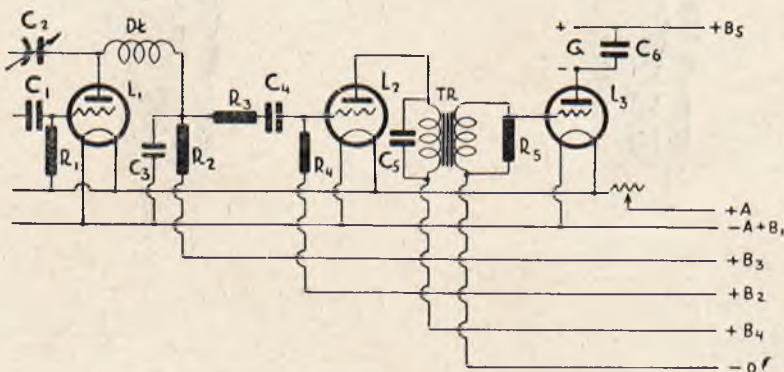 C2
Dt
+
+B5
G
C6
-
C1
L1
C4
L2
TR
L3
R3
R1
C3
R2
R4
C5
R5
+A
-A+B1
+B3
+B2
+B4